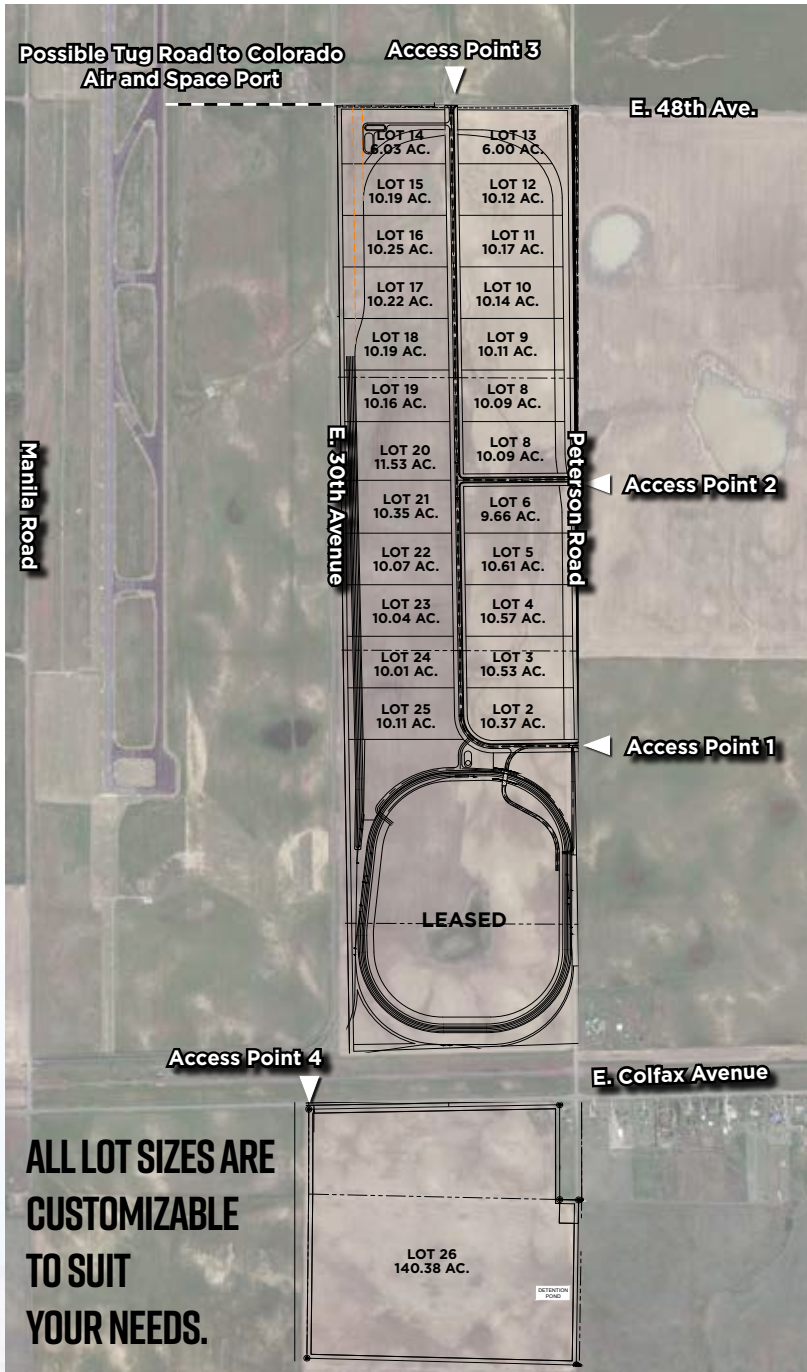 Possible Tug Road to Colorado
Air and Space Port
Access Point 3
E. 48th Ave.
LOT 14
6.03 AC.
LOT 13
6.00 AC.
LOT 15
10.19 AC.
LOT 12
10.12 AC.
LOT 16
10.25 AC.
LOT 11
10.17 AC.
LOT 17
10.22 AC.
LOT 10
10.14 AC.
LOT 18
10.19 AC.
LOT 9
10.11 AC.
LOT 19
10.16 AC.
LOT 8
10.09 AC.
LOT 20
11.53 AC.
LOT 8
10.09 AC.
Manila Road
E. 30th Avenue
Peterson Road
Access Point 2
LOT 21
10.35 AC.
LOT 6
9.66 AC.
LOT 22
10.07 AC.
LOT 5
10.61 AC.
LOT 23
10.04 AC.
LOT 4
10.57 AC.
LOT 24
10.01 AC.
LOT 3
10.53 AC.
LOT 25
10.11 AC.
LOT 2
10.37 AC.
Access Point 1
LEASED
Access Point 4
E. Colfax Avenue
ALL LOT SIZES ARE
CUSTOMIZABLE
TO SUIT
YOUR NEEDS.
LOT 26
140.38 AC.
DETENTION
POND